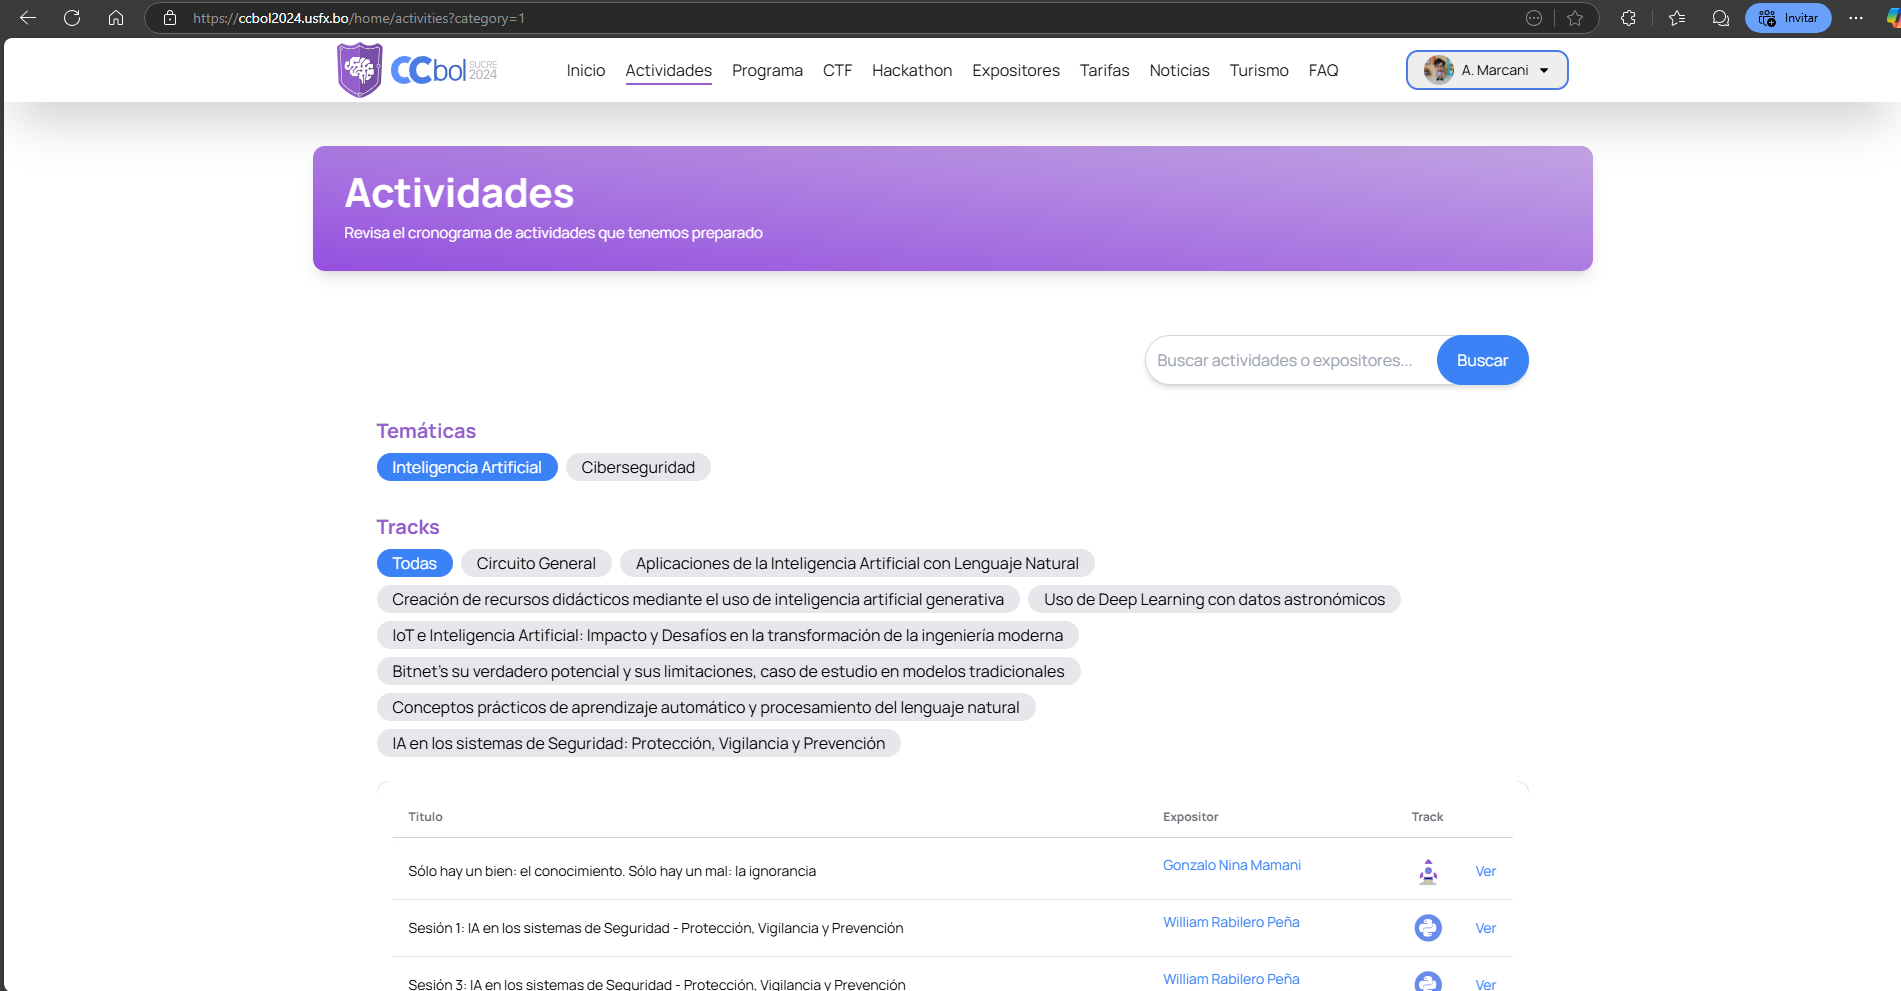 https://ccbol2024.usfx.bo/home/activities?category=1
Invitar
CCbol SUCRE 2024
Inicio Actividades Programa CTF Hackathon Expositores Tarifas Noticias Turismo FAQ
A. Marcani
Actividades
Revisa el cronograma de actividades que tenemos preparado
Buscar actividades o expositores... Buscar
Temáticas
Inteligencia Artificial Ciberseguridad
Tracks
Todas Circuito General Aplicaciones de la Inteligencia Artificial con Lenguaje Natural
Creación de recursos didácticos mediante el uso de inteligencia artificial generativa Uso de Deep Learning con datos astronómicos
IoT e Inteligencia Artificial: Impacto y Desafíos en la transformación de la ingeniería moderna
Bitnet's su verdadero potencial y sus limitaciones, caso de estudio en modelos tradicionales
Conceptos prácticos de aprendizaje automático y procesamiento del lenguaje natural
IA en los sistemas de Seguridad: Protección, Vigilancia y Prevención
Titulo Expositor Track
Sólo hay un bien: el conocimiento. Sólo hay un mal: la ignorancia Gonzalo Nina Mamani Ver
Sesión 1: IA en los sistemas de Seguridad - Protección, Vigilancia y Prevención William Rabilero Peña Ver
Sesión 3: IA en los sistemas de Seguridad - Protección, Vigilancia y Prevención William Rabilero Peña Ver